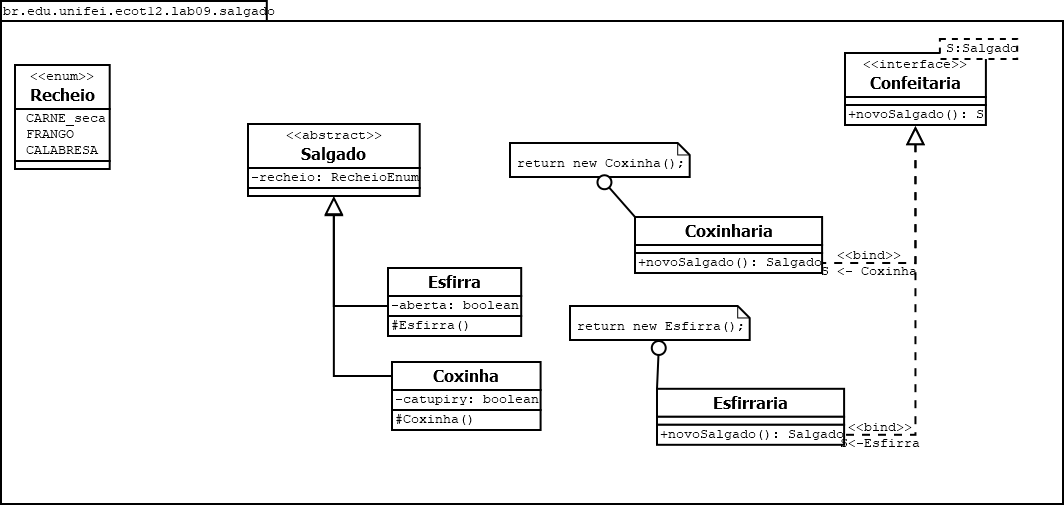 br.edu.unifei.ecot12.lab09.salgado
<<enum>>
Recheio
CARNE_seca
FRANGO
CALABRESA
<<abstract>>
Salgado
-recheio: RecheioEnum
Esfirra
-aberta: boolean
#Esfirra()
Coxinha
-catupiry: boolean
#Coxinha()
return new Coxinha();
Coxinharia
+novoSalgado(): Salgado
return new Esfirra();
Esfirraria
+novoSalgado(): Salgado
S:Salgado
<<interface>>
Confeitaria
+novoSalgado(): S
<<bind>>
S <- Coxinha
<<bind>>
S<-Esfirra